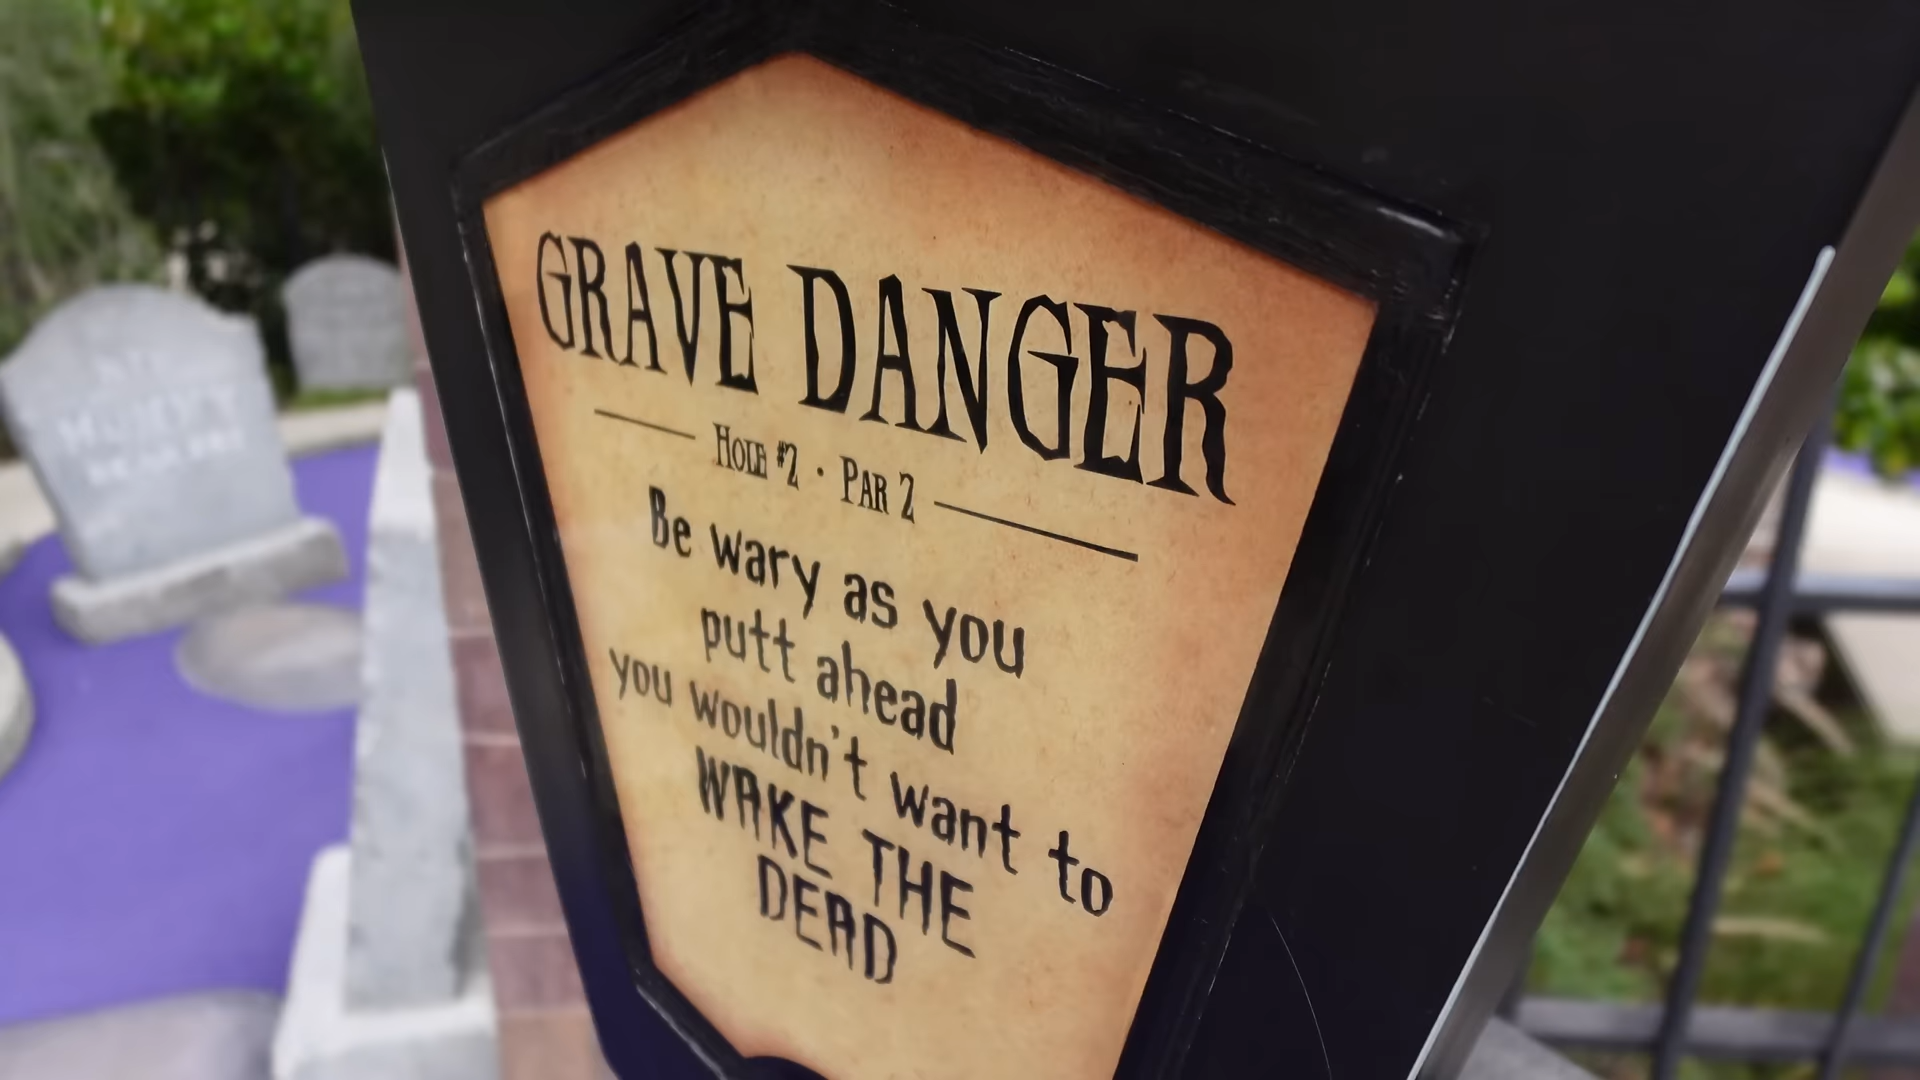 GRAVE DANGER
HOLE #2 · PAR 2
Be wary as you
putt ahead
you wouldn't want to
WAKE THE
DEAD